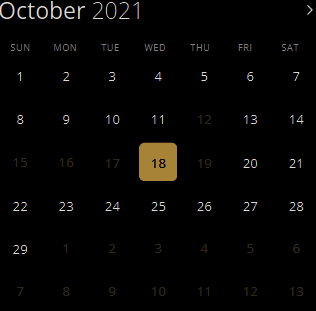 October 2021
SUN MON TUE WED THU FRI SAT
1 2 3 4 5 6 7
8 9 10 11 12 13 14
15 16 17 18 19 20 21
22 23 24 25 26 27 28
29 1 2 3 4 5 6
7 8 9 10 11 12 13